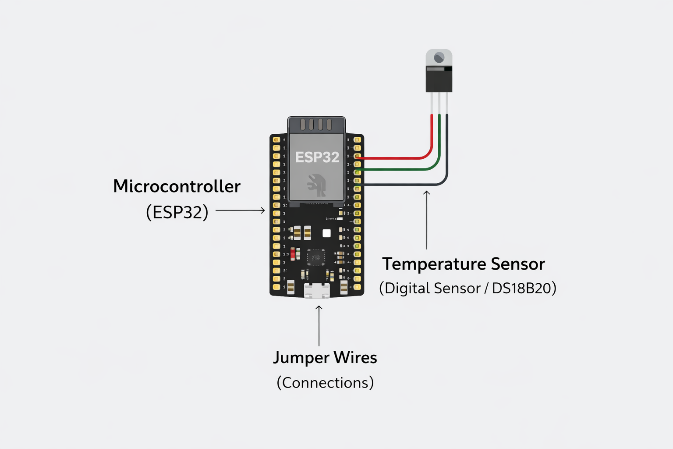 ESP32
Microcontroller
(ESP32)
Temperature Sensor
(Digital Sensor / DS18B20)
Jumper Wires
(Connections)